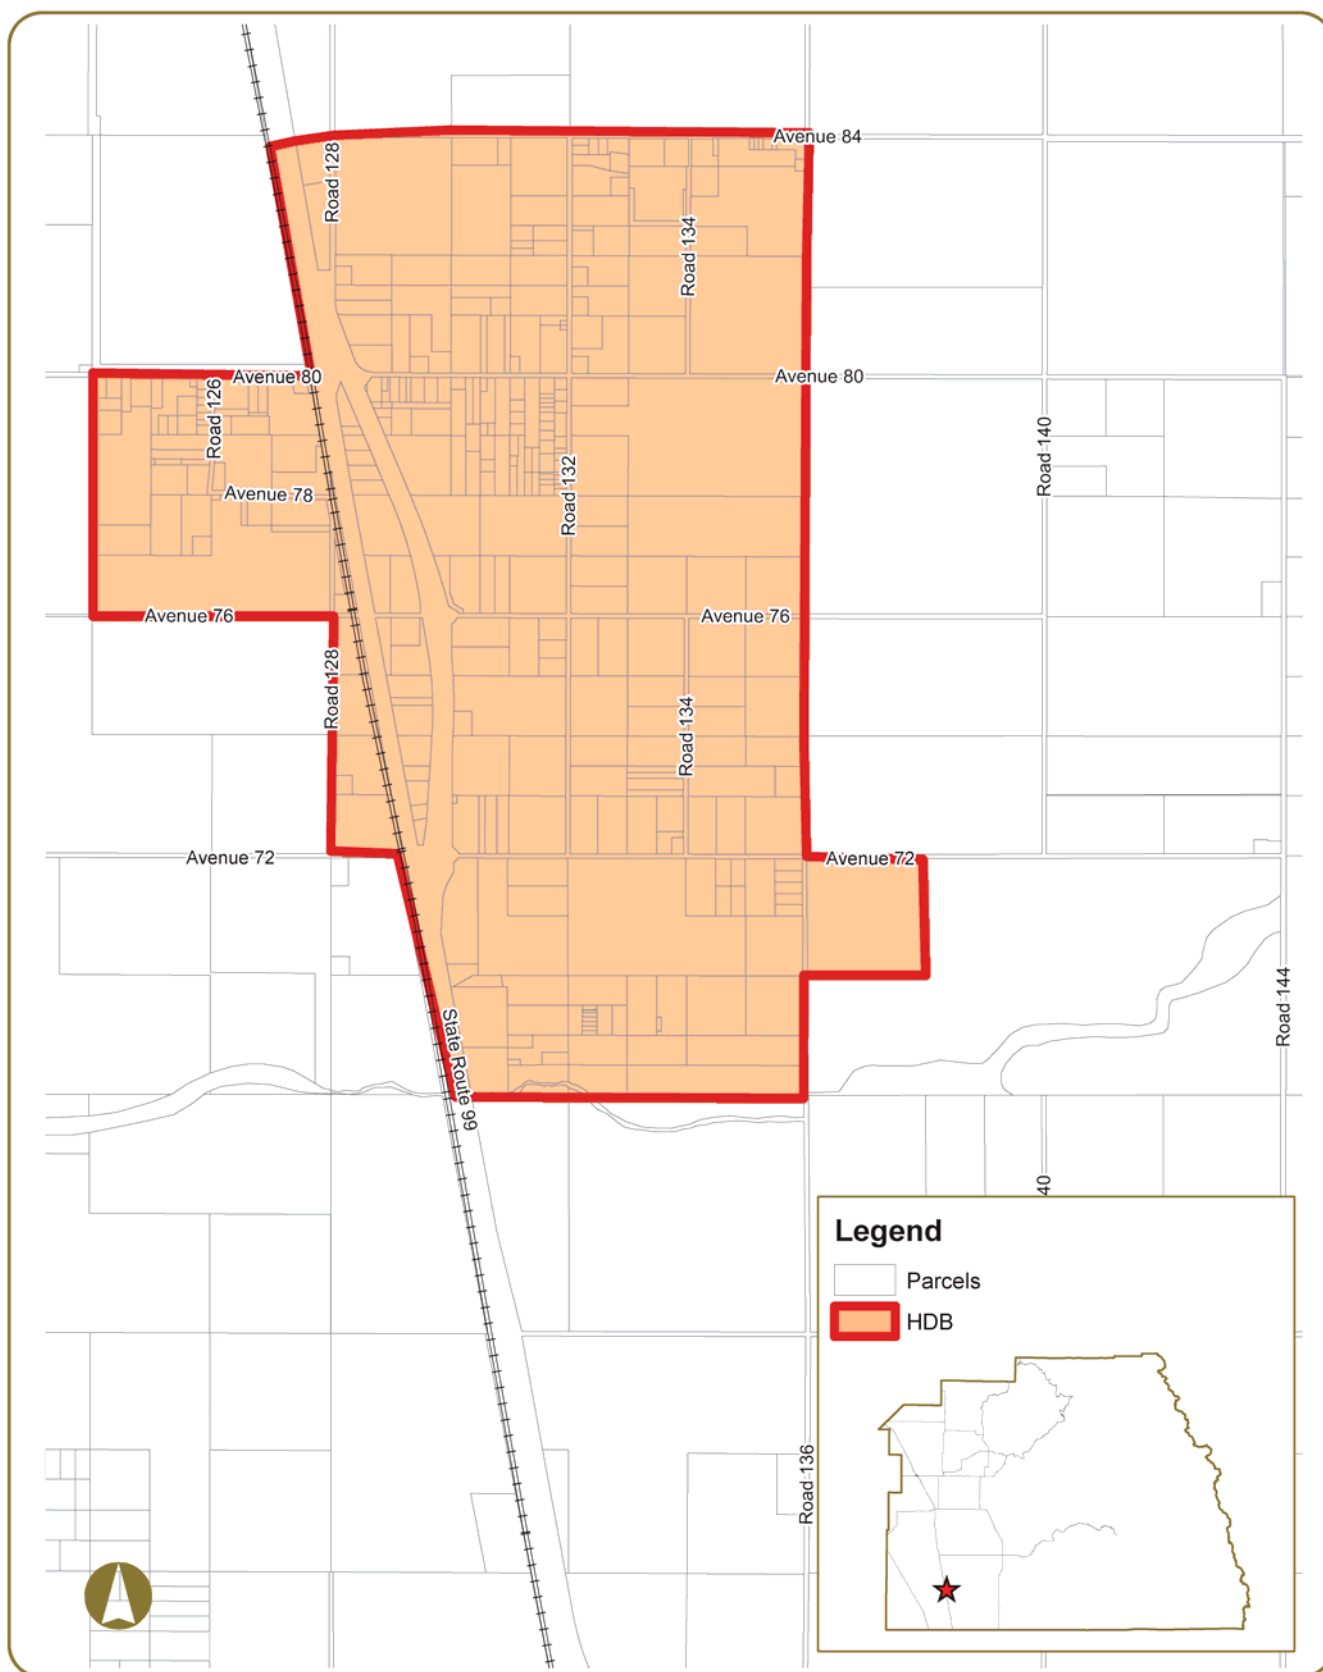 Avenue 84
Road 128
Road 134
Avenue 80
Avenue 80
Road 126
Road 140
Road 132
Avenue 78
Avenue 76
Avenue 76
Road 128
Road 134
Avenue 72
Avenue 72
Road 144
State Route 99
40
Legend
Parcels
HDB
Road 136